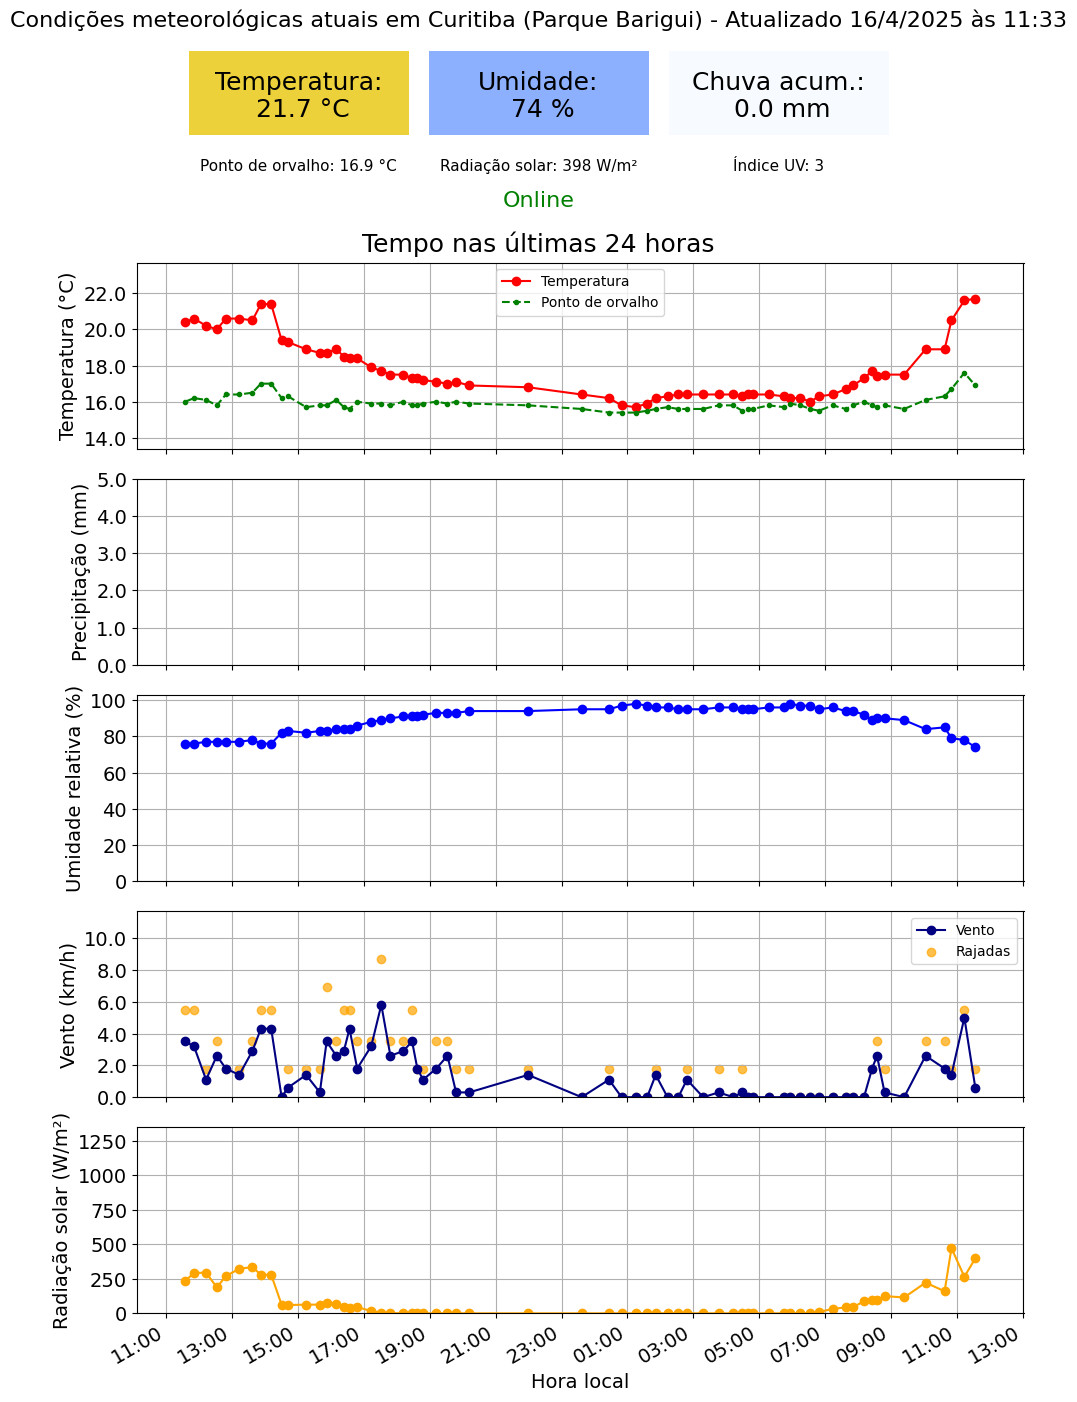 Condições meteorológicas atuais em Curitiba (Parque Barigui) - Atualizado 16/4/2025 às 11:33
Temperatura:
21.7 °C
Umidade:
74 %
Chuva acum.:
0.0 mm
Ponto de orvalho: 16.9 °C
Radiação solar: 398 W/m²
Índice UV: 3
Online
Tempo nas últimas 24 horas
Temperatura (°C)
22.0
20.0
18.0
16.0
14.0
Temperatura
Ponto de orvalho
Precipitação (mm)
5.0
4.0
3.0
2.0
1.0
0.0
Umidade relativa (%)
100
80
60
40
20
0
Vento (km/h)
10.0
8.0
6.0
4.0
2.0
0.0
Vento
Rajadas
Radiação solar (W/m²)
1250
1000
750
500
250
0
11:00
13:00
15:00
17:00
19:00
21:00
23:00
01:00
03:00
05:00
07:00
09:00
11:00
13:00
Hora local